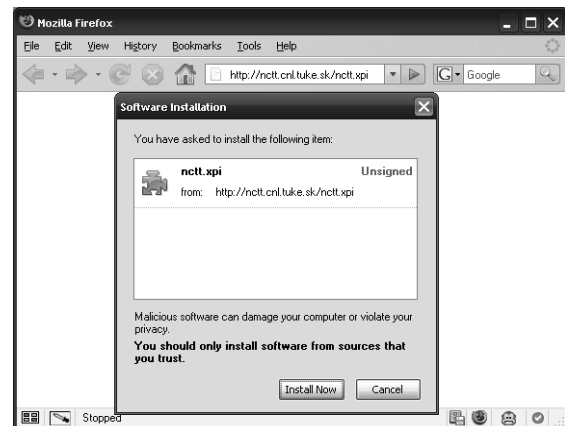 Mozilla Firefox
File Edit View History Bookmarks Tools Help
http://nctt.cnl.tuke.sk/nctt.xpi
G Google
Software Installation
You have asked to install the following item:
nctt.xpi Unsigned
from: http://nctt.cnl.tuke.sk/nctt.xpi
Malicious software can damage your computer or violate your
privacy.
You should only install software from sources that
you trust.
Install Now Cancel
Stopped